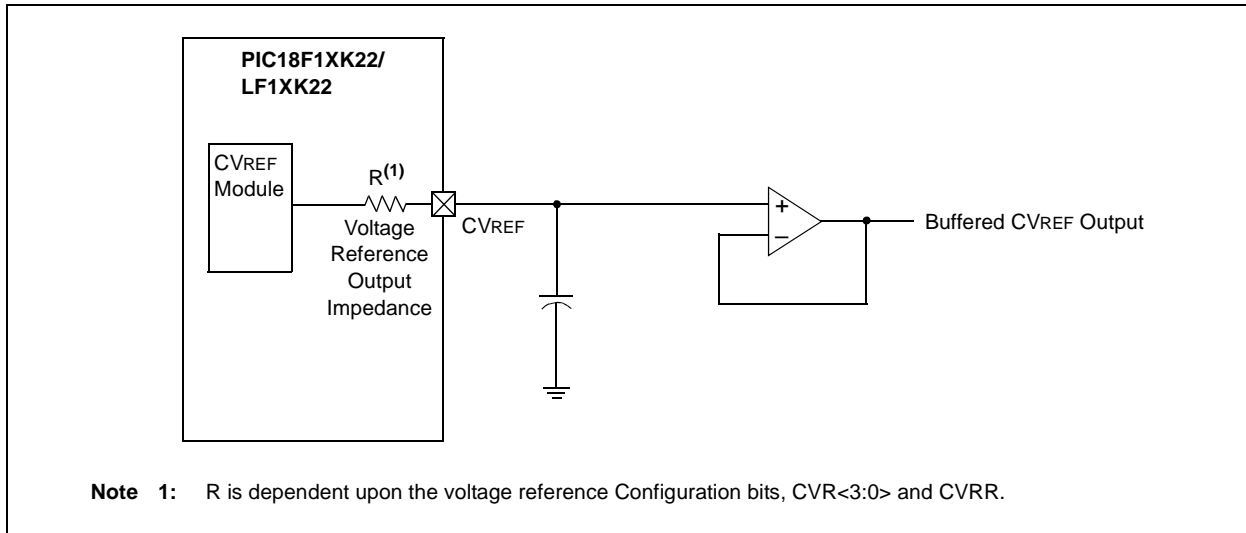 PIC18F1XK22/
LF1XK22
CVREF
Module
R(1)
Voltage
Reference
Output
Impedance
CVREF
+
–
Buffered CVREF Output
Note 1: R is dependent upon the voltage reference Configuration bits, CVR<3:0> and CVRR.